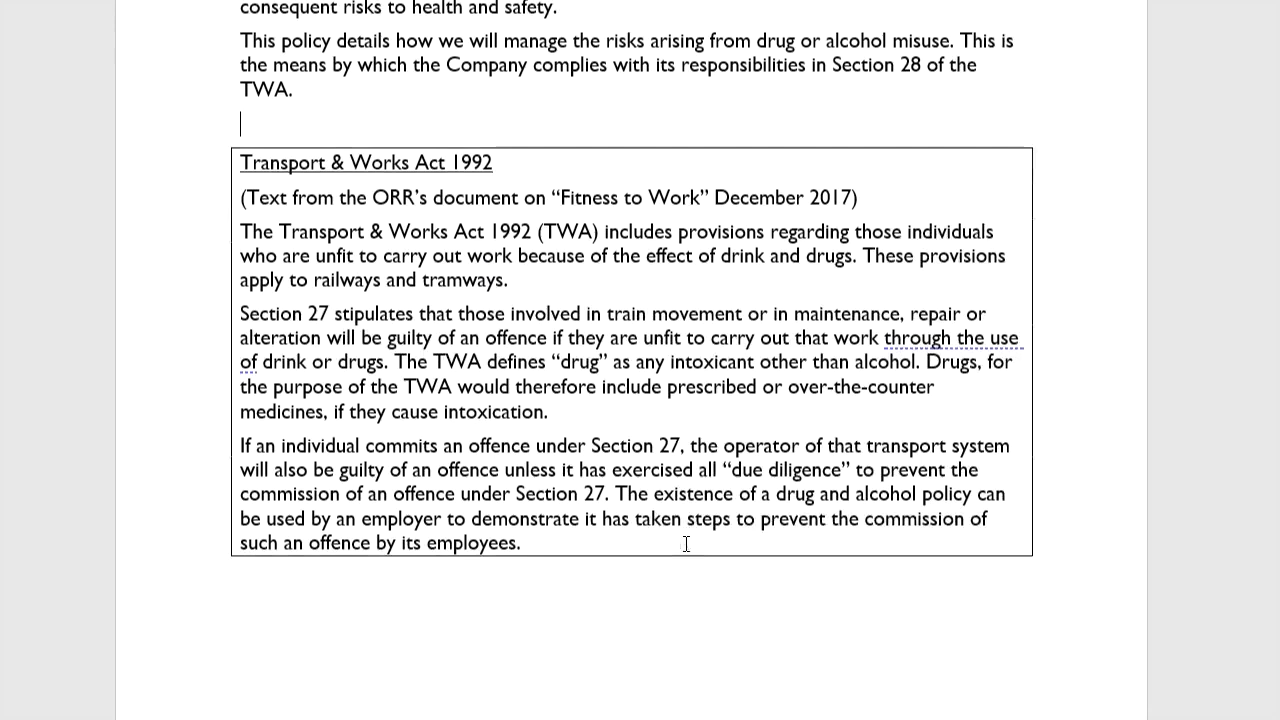 consequent risks to health and safety.
This policy details how we will manage the risks arising from drug or alcohol misuse. This is
the means by which the Company complies with its responsibilities in Section 28 of the
TWA.
Transport & Works Act 1992
(Text from the ORR’s document on “Fitness to Work” December 2017)
The Transport & Works Act 1992 (TWA) includes provisions regarding those individuals
who are unfit to carry out work because of the effect of drink and drugs. These provisions
apply to railways and tramways.
Section 27 stipulates that those involved in train movement or in maintenance, repair or
alteration will be guilty of an offence if they are unfit to carry out that work through the use
of drink or drugs. The TWA defines “drug” as any intoxicant other than alcohol. Drugs, for
the purpose of the TWA would therefore include prescribed or over-the-counter
medicines, if they cause intoxication.
If an individual commits an offence under Section 27, the operator of that transport system
will also be guilty of an offence unless it has exercised all “due diligence” to prevent the
commission of an offence under Section 27. The existence of a drug and alcohol policy can
be used by an employer to demonstrate it has taken steps to prevent the commission of
such an offence by its employees.